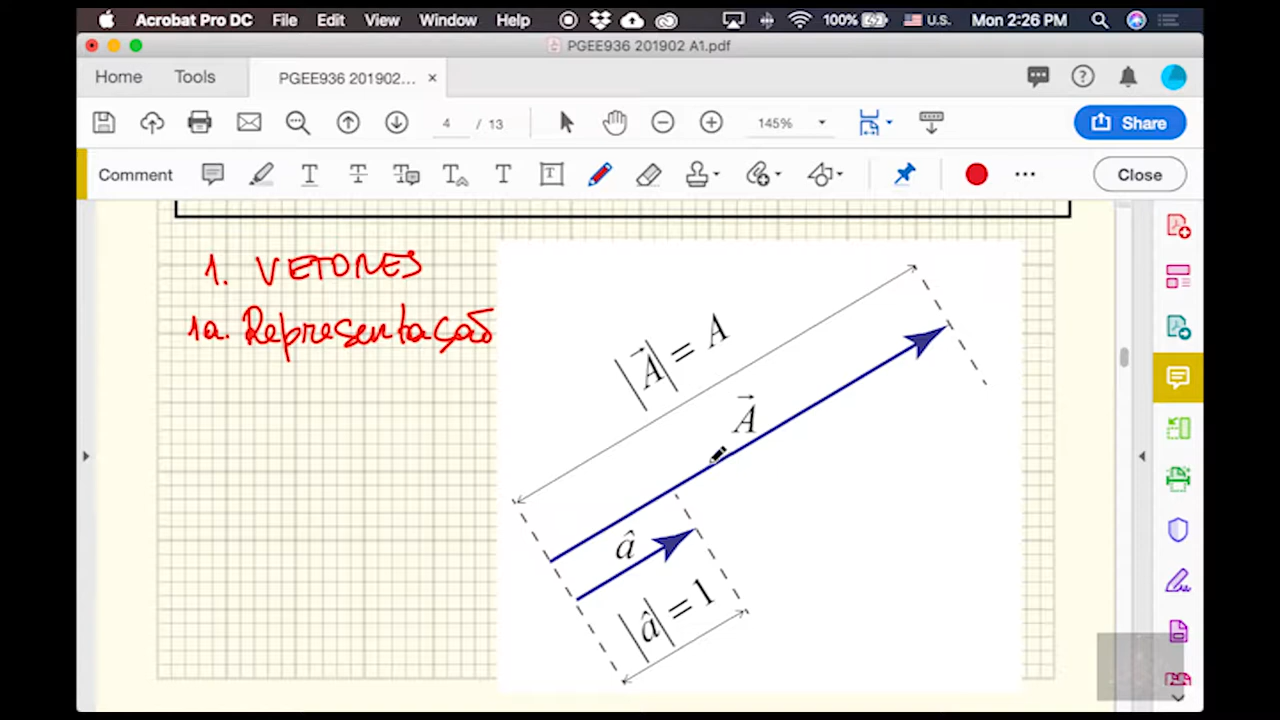 Acrobat Pro DC File Edit View Window Help 100% U.S. Mon 2:26 PM
PGEE936 201902 A1.pdf
Home Tools PGEE936 201902... ×
4 / 13 145% Share
Comment T T T T T T Close
1. VETORES
1a. Representação
|A⃗| = A
A⃗
â
|â| = 1